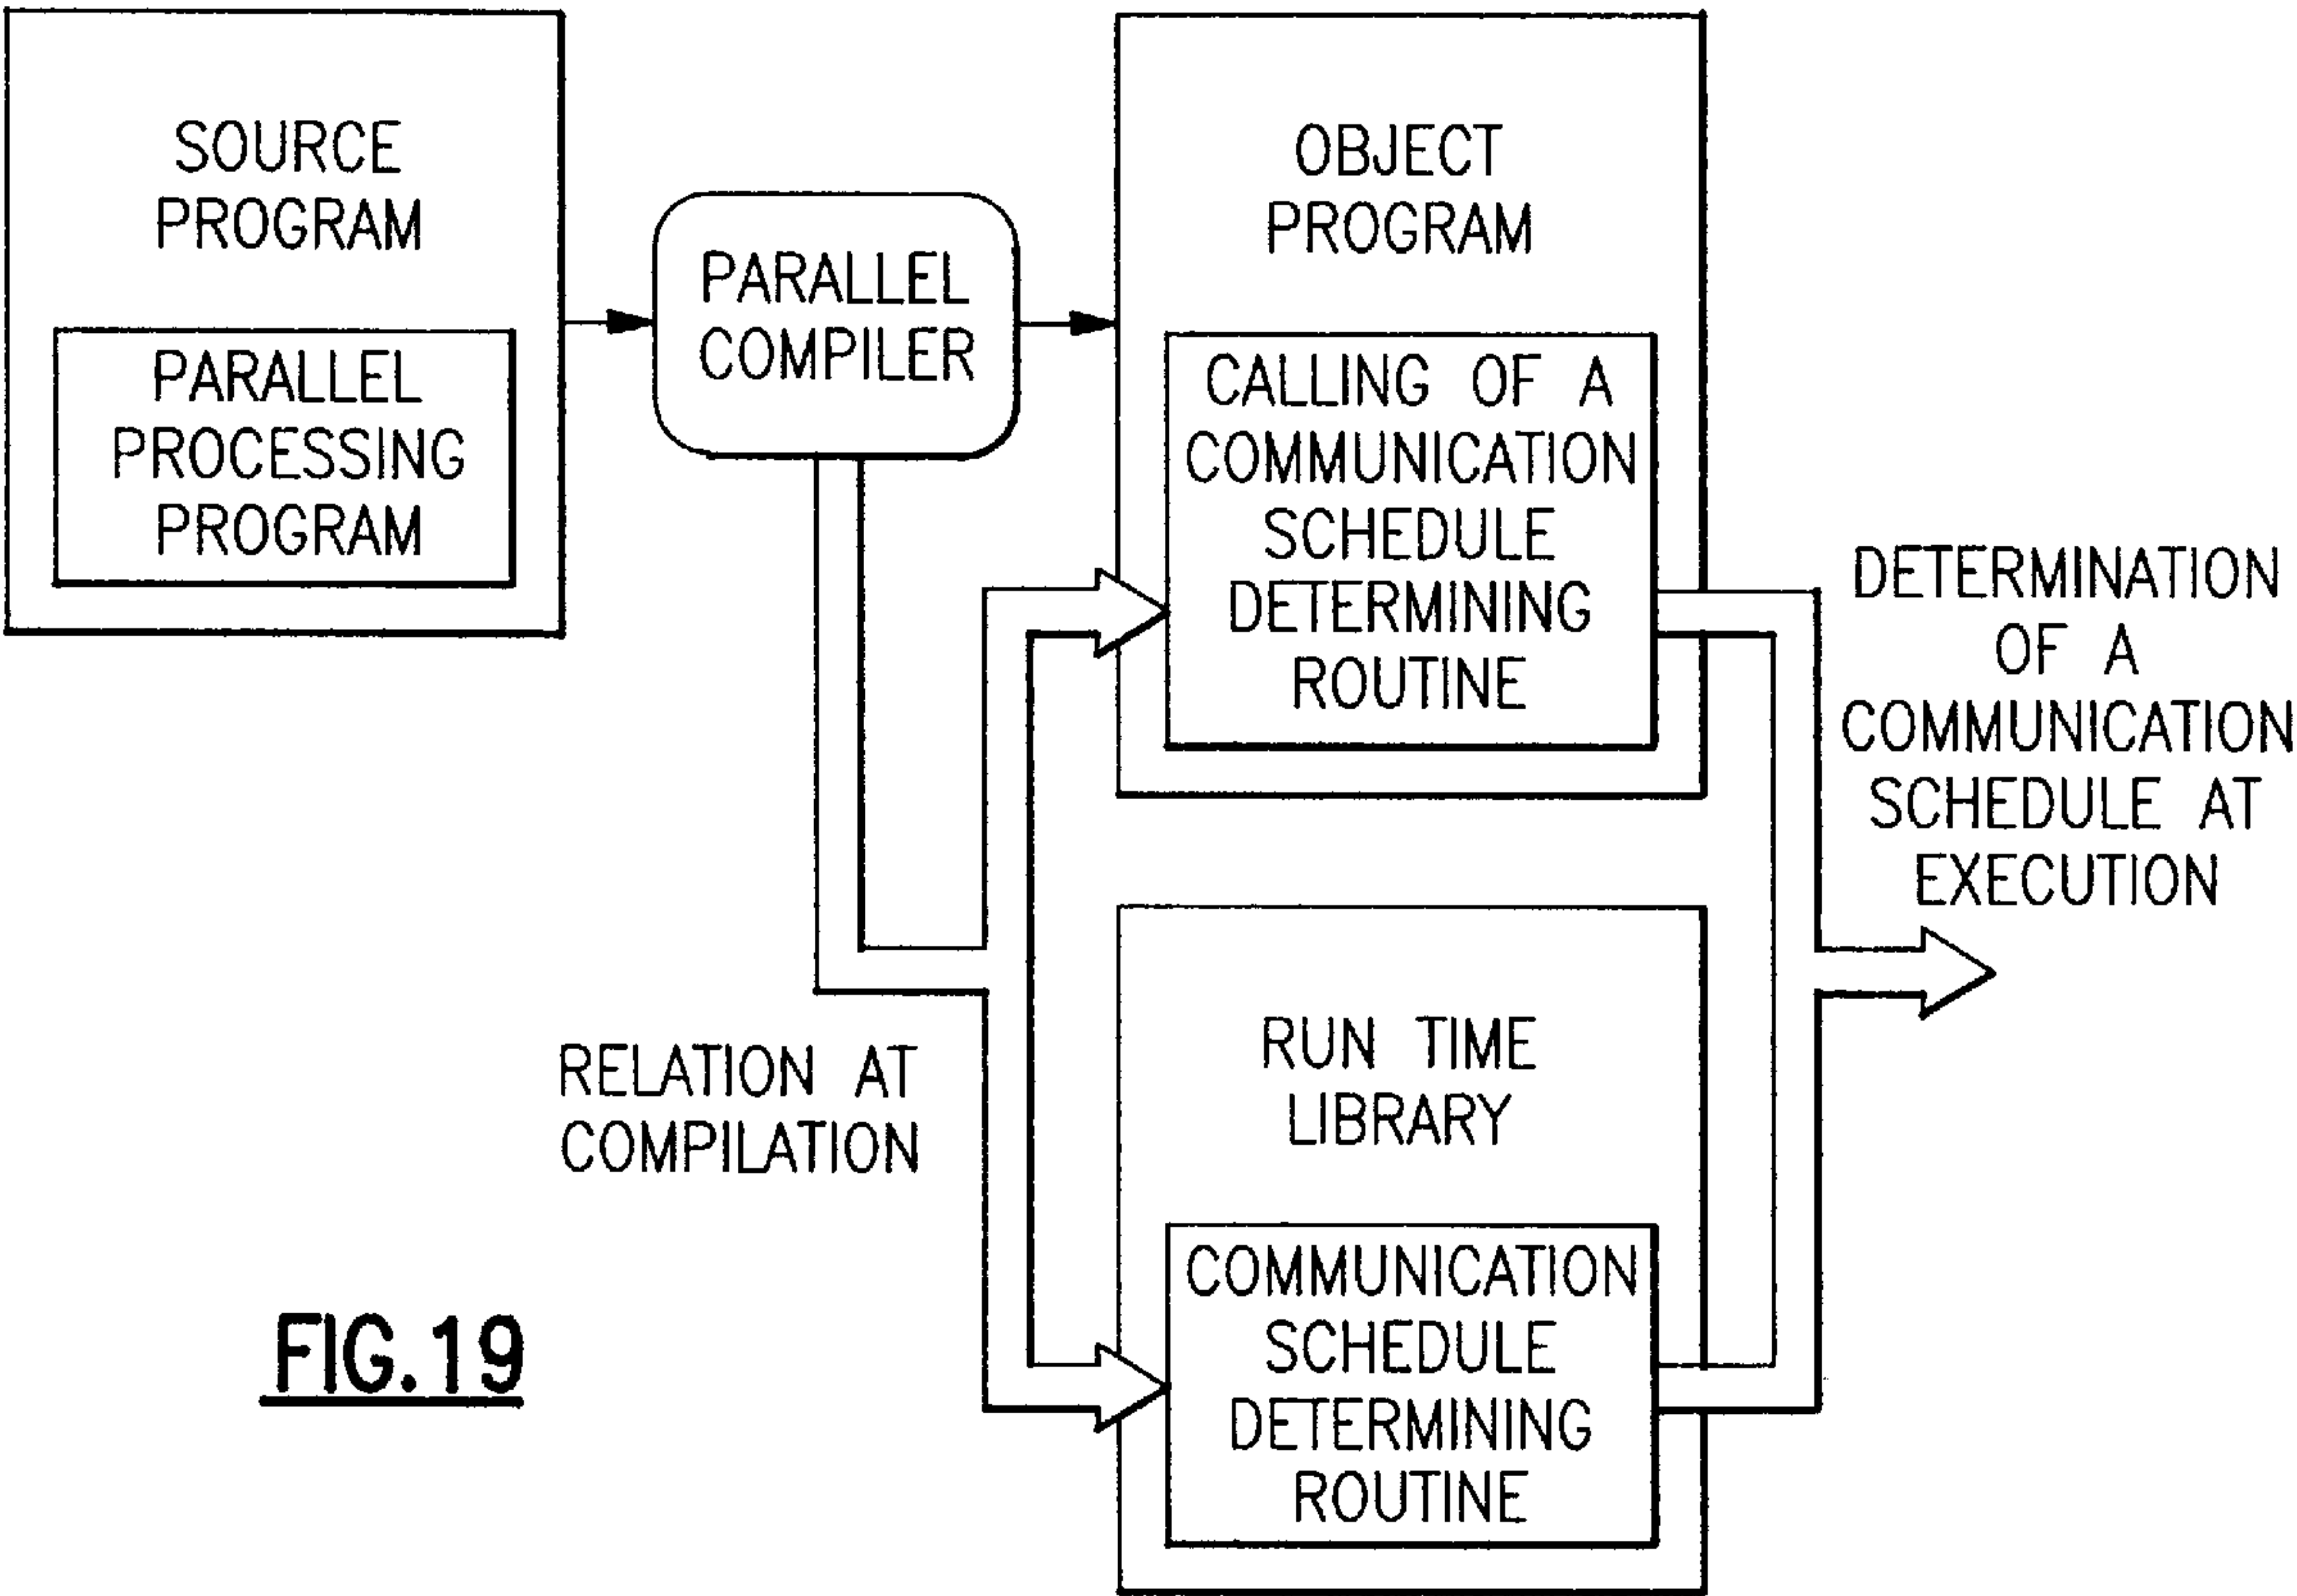 SOURCE
PROGRAM
PARALLEL
PROCESSING
PROGRAM
PARALLEL
COMPILER
OBJECT
PROGRAM
CALLING OF A
COMMUNICATION
SCHEDULE
DETERMINING
ROUTINE
DETERMINATION
OF A
COMMUNICATION
SCHEDULE AT
EXECUTION
RELATION AT
COMPILATION
RUN TIME
LIBRARY
COMMUNICATION
SCHEDULE
DETERMINING
ROUTINE
FIG.19